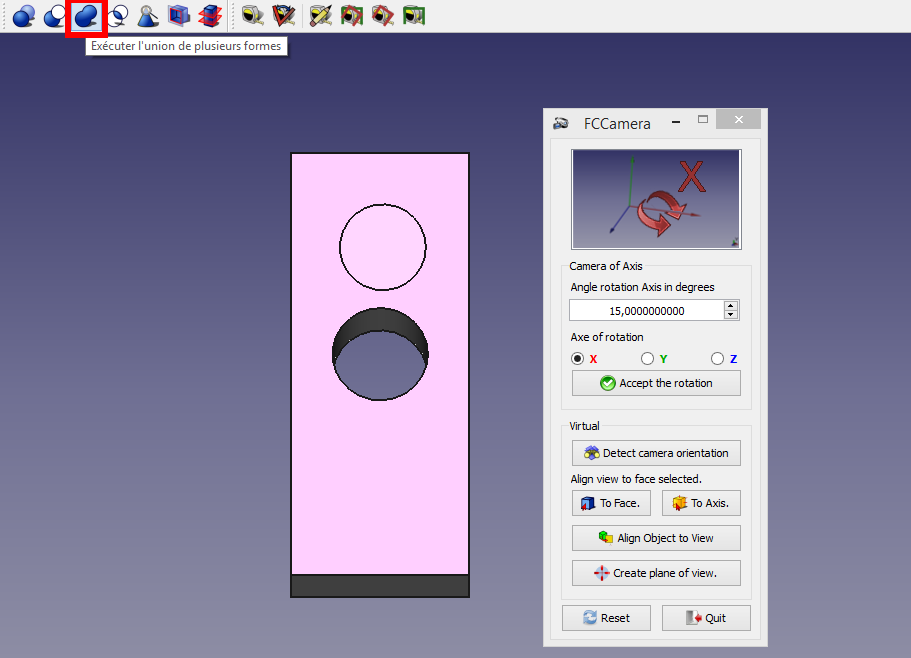 Exécuter l'union de plusieurs formes
FCCamera
X
Camera of Axis
Angle rotation Axis in degrees
15,0000000000
Axe of rotation
X Y Z
Accept the rotation
Virtual
Detect camera orientation
Align view to face selected.
To Face. To Axis.
Align Object to View
Create plane of view.
Reset Quit